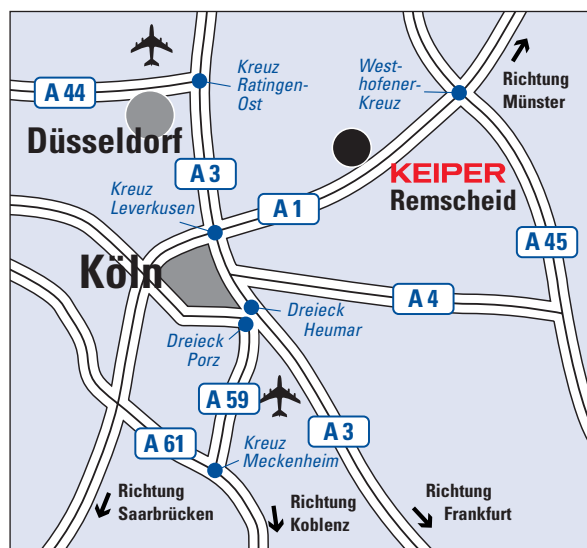 Kreuz
Ratingen-
Ost
West-
hofener-
Kreuz
Richtung
Münster
A 44
Düsseldorf
A 3
KEIPER
Remscheid
Kreuz
Leverkusen
A 1
A 45
Köln
A 4
Dreieck
Heumar
Dreieck
Porz
A 59
A 3
A 61
Kreuz
Meckenheim
Richtung
Saarbrücken
Richtung
Koblenz
Richtung
Frankfurt